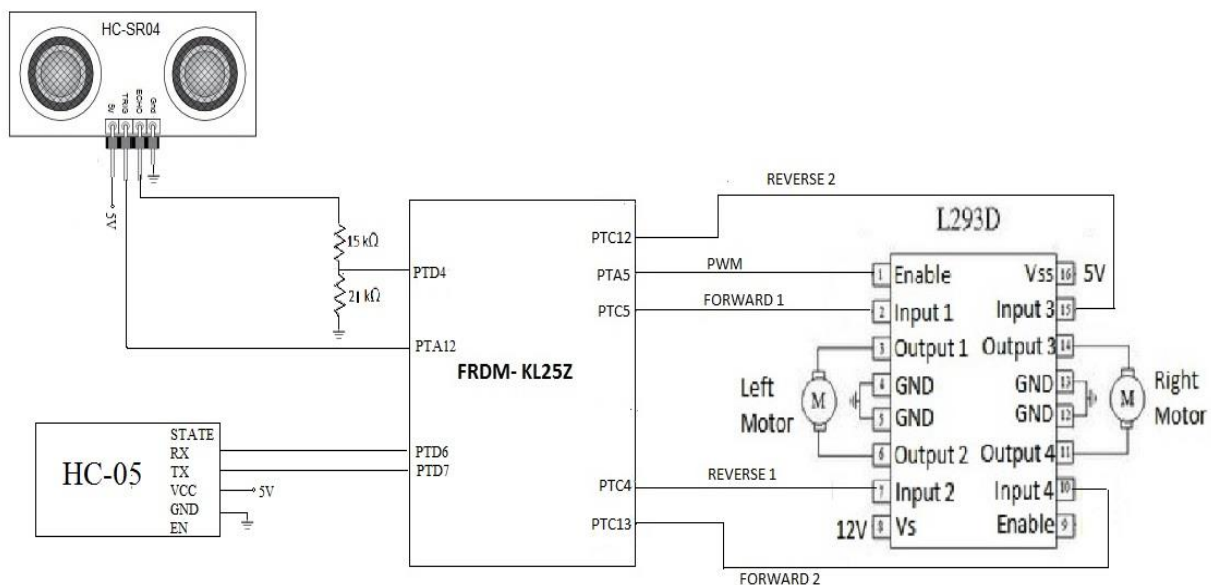 HC-SR04
5V
TRIG
ECHO
Gnd
5V
15 kΩ
21 kΩ
PTD4
PTA12
FRDM- KL25Z
PTD6
PTD7
PTC12
PTA5
PTC5
PTC4
PTC13
HC-05
STATE
RX
TX
VCC
GND
EN
5V
REVERSE 2
PWM
FORWARD 1
REVERSE 1
FORWARD 2
L293D
1 Enable Vss 16 5V
2 Input 1 Input 3 15
3 Output 1 Output 3 14
4 GND GND 13
5 GND GND 12
6 Output 2 Output 4 11
7 Input 2 Input 4 10
12V 8 Vs Enable 9
Left
Motor
M
M
Right
Motor